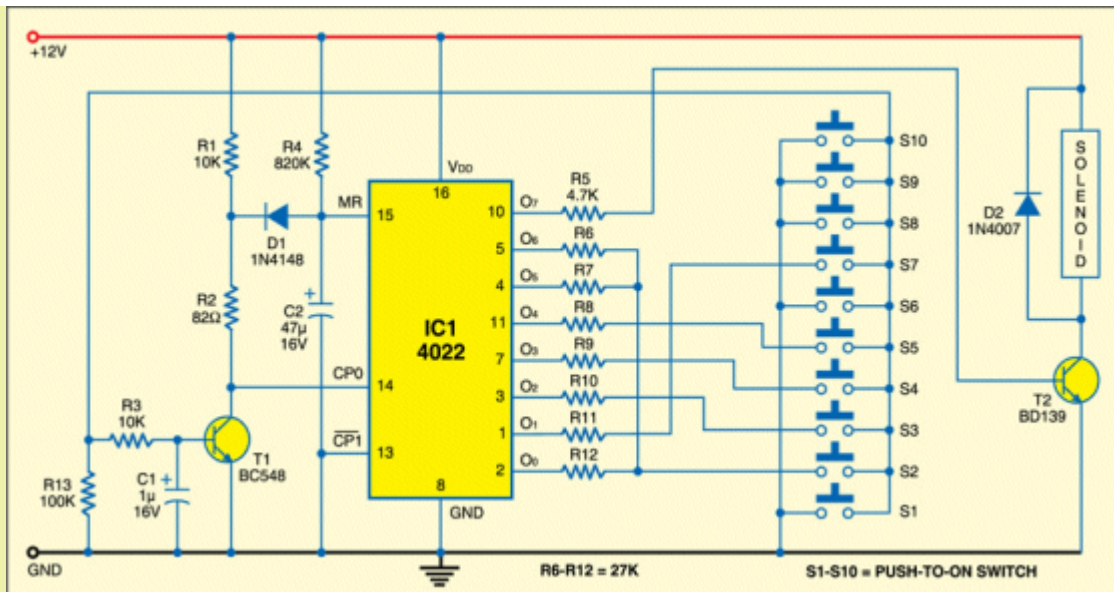 +12V
R1
10K
R4
820K
VDD
16
MR
15
D1
1N4148
R2
82Ω
C2
47µ
16V
+
IC1
4022
CP0
14
CP1
13
8
GND
R3
10K
C1
1µ
16V
+
T1
BC548
R13
100K
GND
10
O7
R5
4.7K
5
O6
R6
4
O5
R7
11
O4
R8
7
O3
R9
3
O2
R10
1
O1
R11
2
O0
R12
S10
S9
S8
S7
S6
S5
S4
S3
S2
S1
D2
1N4007
SOLENOID
T2
BD139
R6-R12 = 27K
S1-S10 = PUSH-TO-ON SWITCH